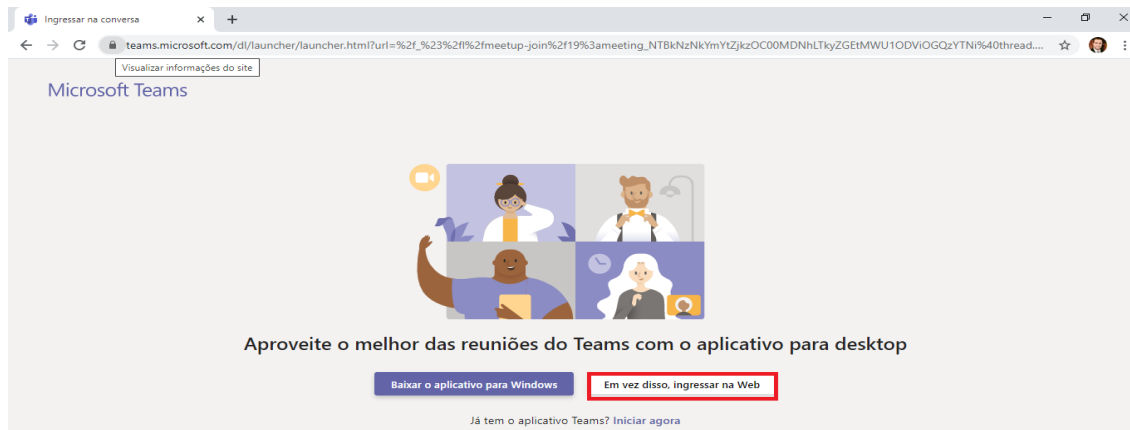 Ingressar na conversa
teams.microsoft.com/dl/launcher/launcher.html?url=%2f_%23%2fl%2fmeetup-join%2f19%3ameeting_NTBkNzNkYmYtZjkzOC00MDNhLTkyZGEtMWU1ODViOGQzYTNi%40thread....
Visualizar informações do site
Microsoft Teams
Aproveite o melhor das reuniões do Teams com o aplicativo para desktop
Baixar o aplicativo para Windows Em vez disso, ingressar na Web
Já tem o aplicativo Teams? Iniciar agora